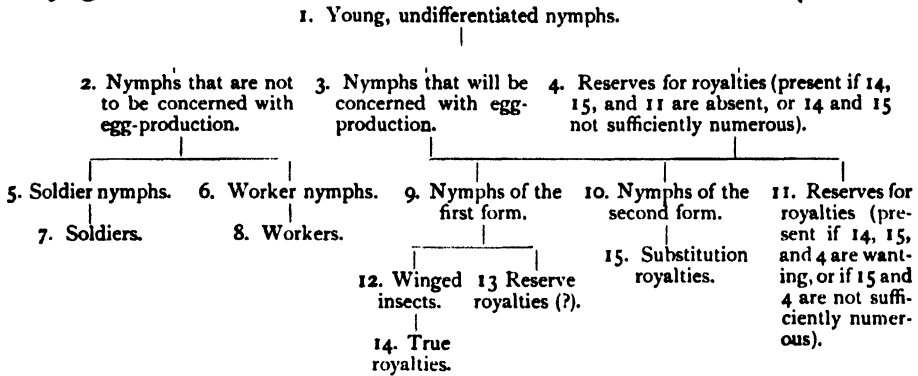 1. Young, undifferentiated nymphs.
2. Nymphs that are not
to be concerned with
egg-production.
3. Nymphs that will be
concerned with egg-
production.
4. Reserves for royalties (present if 14,
15, and 11 are absent, or 14 and 15
not sufficiently numerous).
5. Soldier nymphs.
6. Worker nymphs.
9. Nymphs of the
first form.
10. Nymphs of the
second form.
11. Reserves for
royalties (pre-
sent if 14, 15,
and 4 are want-
ing, or if 15 and
4 are not suffi-
ciently numer-
ous).
7. Soldiers.
8. Workers.
12. Winged
insects.
13 Reserve
royalties (?).
15. Substitution
royalties.
14. True
royalties.